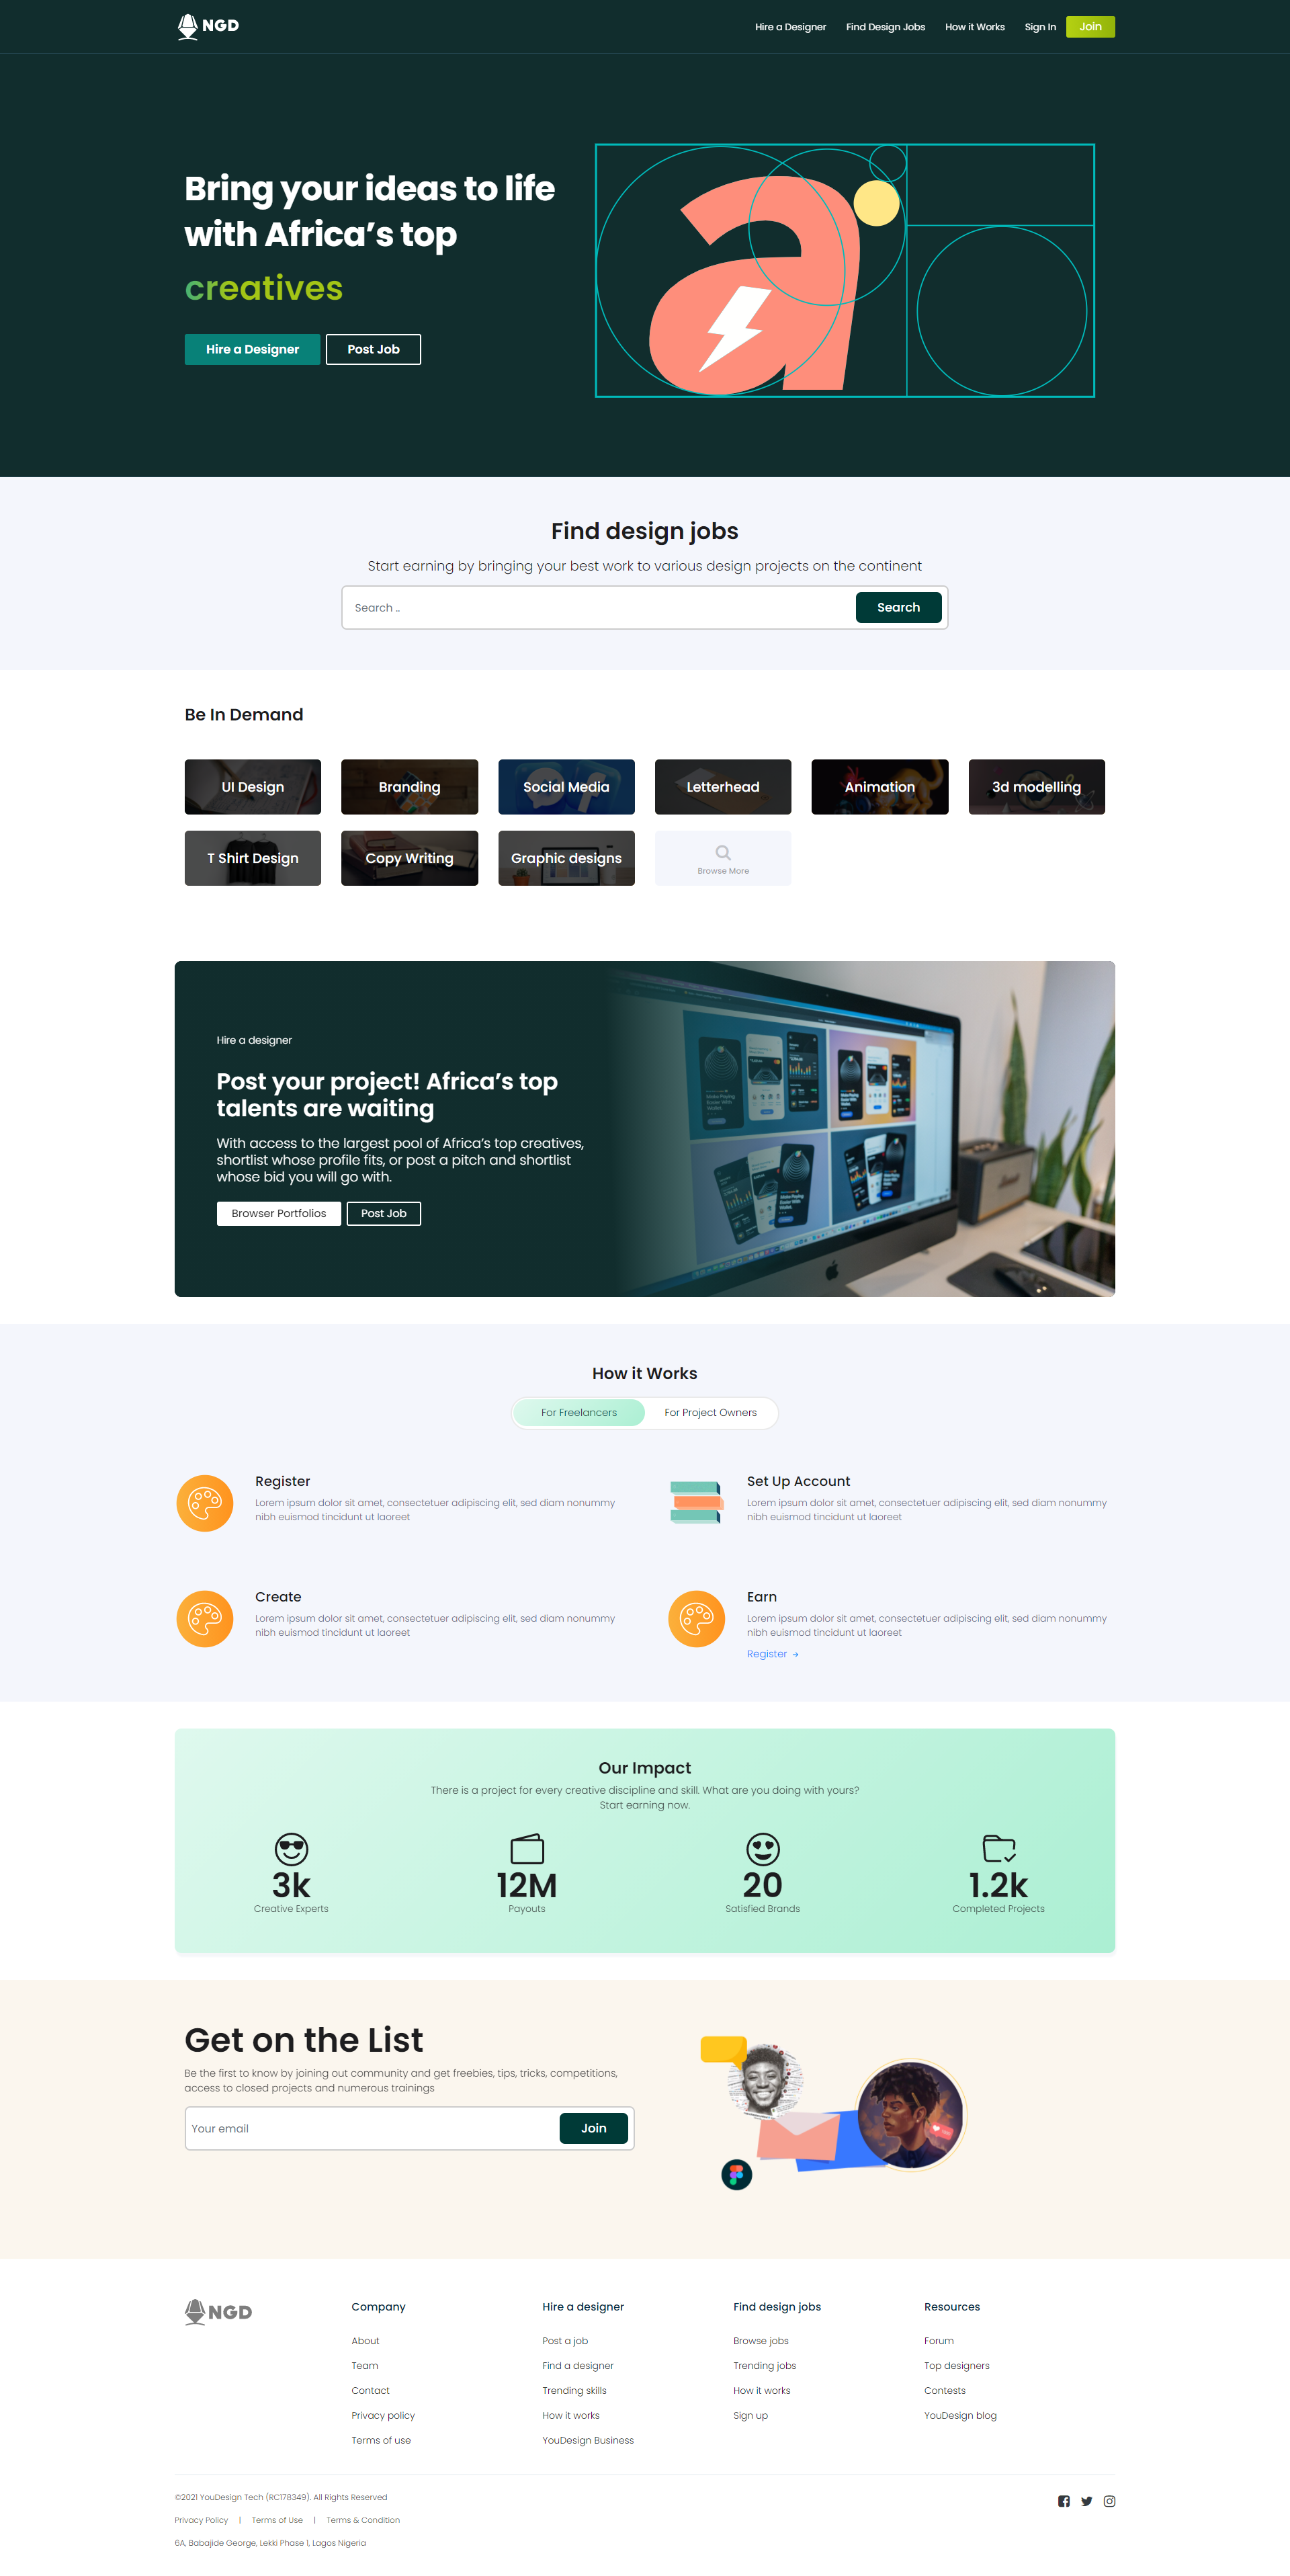 NGD
Hire a Designer
Find Design Jobs
How it Works
Sign In
Join
Bring your ideas to life
with Africa's top
creatives
Hire a Designer
Post Job
Find design jobs
Start earning by bringing your best work to various design projects on the continent
Search ..
Search
Be In Demand
UI Design
Branding
Social Media
Letterhead
Animation
3d modelling
T Shirt Design
Copy Writing
Graphic designs
Browse More
Hire a designer
Post your project! Africa's top
talents are waiting
With access to the largest pool of Africa's top creatives,
shortlist whose profile fits, or post a pitch and shortlist
whose bid you will go with.
Browser Portfolios
Post Job
How it Works
For Freelancers
For Project Owners
Register
Lorem ipsum dolor sit amet, consectetuer adipiscing elit, sed diam nonummy
nibh euismod tincidunt ut laoreet
Set Up Account
Lorem ipsum dolor sit amet, consectetuer adipiscing elit, sed diam nonummy
nibh euismod tincidunt ut laoreet
Create
Lorem ipsum dolor sit amet, consectetuer adipiscing elit, sed diam nonummy
nibh euismod tincidunt ut laoreet
Earn
Lorem ipsum dolor sit amet, consectetuer adipiscing elit, sed diam nonummy
nibh euismod tincidunt ut laoreet
Register →
Our Impact
There is a project for every creative discipline and skill. What are you doing with yours?
Start earning now.
3k
Creative Experts
12M
Payouts
20
Satisfied Brands
1.2k
Completed Projects
Get on the List
Be the first to know by joining out community and get freebies, tips, tricks, competitions,
access to closed projects and numerous trainings
Your email
Join
NGD
Company
About
Team
Contact
Privacy policy
Terms of use
Hire a designer
Post a job
Find a designer
Trending skills
How it works
YouDesign Business
Find design jobs
Browse jobs
Trending jobs
How it works
Sign up
Resources
Forum
Top designers
Contests
YouDesign blog
©2021 YouDesign Tech (RC178349). All Rights Reserved
Privacy Policy | Terms of Use | Terms & Condition
6A, Babajide George, Lekki Phase 1, Lagos Nigeria